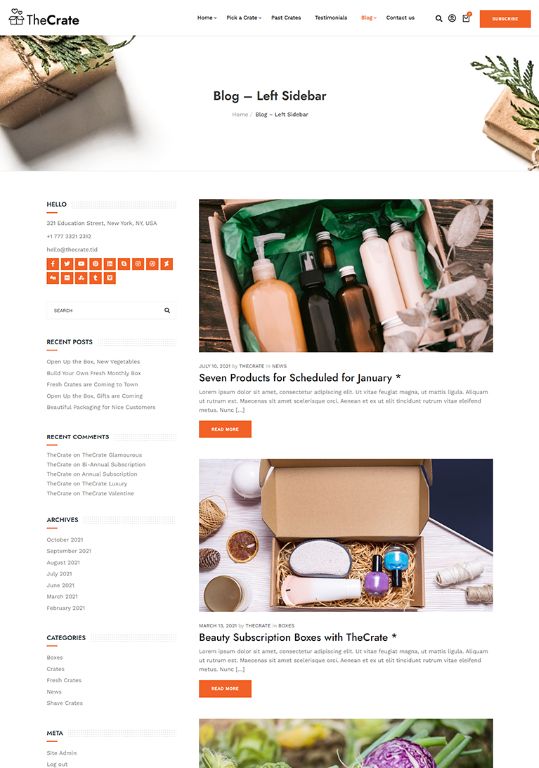 TheCrate
Home Pick a Crate Past Crates Testimonials Blog Contact us
SUBSCRIBE
Blog – Left Sidebar
Home / Blog – Left Sidebar
HELLO
321 Education Street, New York, NY, USA
+1 777 3321 2312
hello@thecrate.tld
SEARCH
RECENT POSTS
Open Up the Box, New Vegetables
Build Your Own Fresh Monthly Box
Fresh Crates are Coming to Town
Open Up the Box, Gifts are Coming
Beautiful Packaging for Nice Customers
RECENT COMMENTS
TheCrate on TheCrate Glamourous
TheCrate on Bi-Annual Subscription
TheCrate on Annual Subscription
TheCrate on TheCrate Luxury
TheCrate on TheCrate Valentine
ARCHIVES
October 2021
September 2021
August 2021
July 2021
June 2021
March 2021
February 2021
CATEGORIES
Boxes
Crates
Fresh Crates
News
Shave Crates
META
Site Admin
Log out
JULY 10, 2021 by THECRATE in NEWS
Seven Products for Scheduled for January *
Lorem ipsum dolor sit amet, consectetur adipiscing elit. Ut vitae feugiat magna, ut mattis ligula. Aliquam
ut rutrum est. Maecenas sit amet scelerisque orci. Aenean et ex ut elit tincidunt rutrum vitae sed
metus. Nunc [...]
READ MORE
MARCH 13, 2021 by THECRATE in BOXES
Beauty Subscription Boxes with TheCrate *
Lorem ipsum dolor sit amet, consectetur adipiscing elit. Ut vitae feugiat magna, ut mattis ligula. Aliquam
ut rutrum est. Maecenas sit amet scelerisque orci. Aenean et ex ut elit tincidunt rutrum vitae sed
metus. Nunc [...]
READ MORE